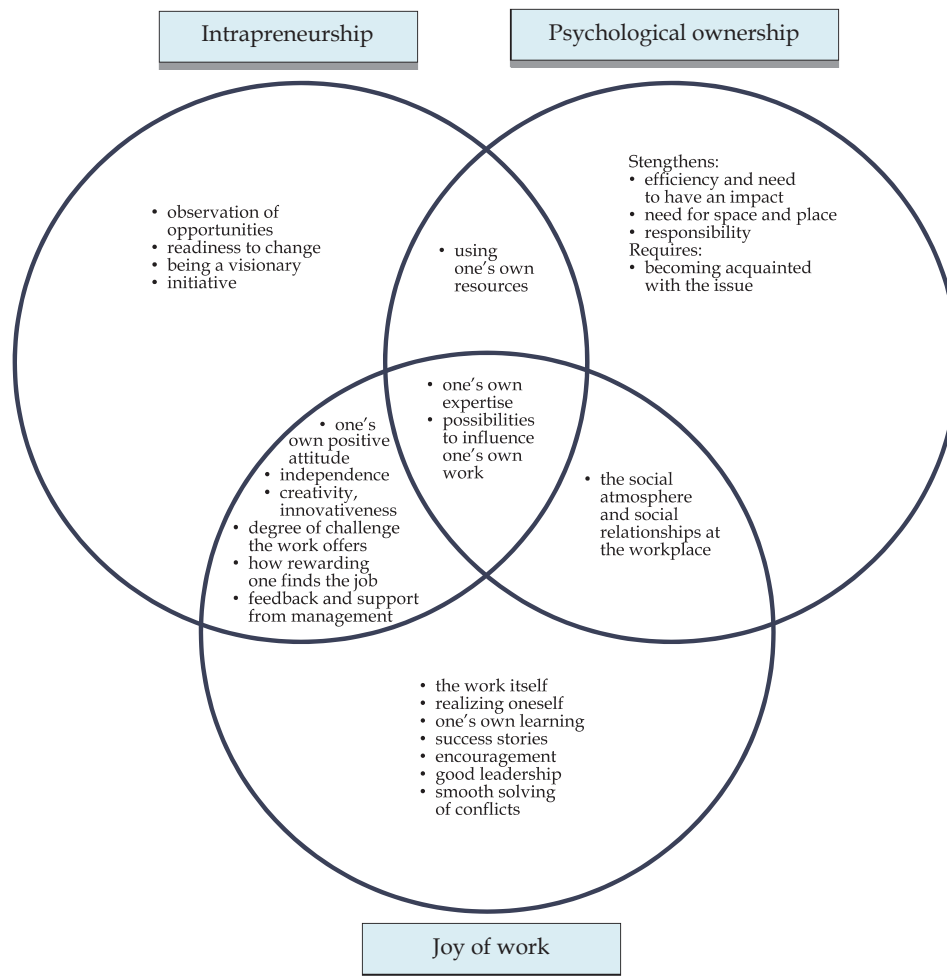 Intrapreneurship
Psychological ownership
• observation of
opportunities
• readiness to change
• being a visionary
• initiative
• using
one's own
resources
Stengthens:
• efficiency and need
to have an impact
• need for space and place
• responsibility
Requires:
• becoming acquainted
with the issue
• one's own
expertise
• possibilities
to influence
one's own
work
• one's
own positive
attitude
• independence
• creativity,
innovativeness
• degree of challenge
the work offers
• how rewarding
one finds the job
• feedback and support
from management
• the social
atmosphere
and social
relationships at
the workplace
• the work itself
• realizing oneself
• one's own learning
• success stories
• encouragement
• good leadership
• smooth solving
of conflicts
Joy of work